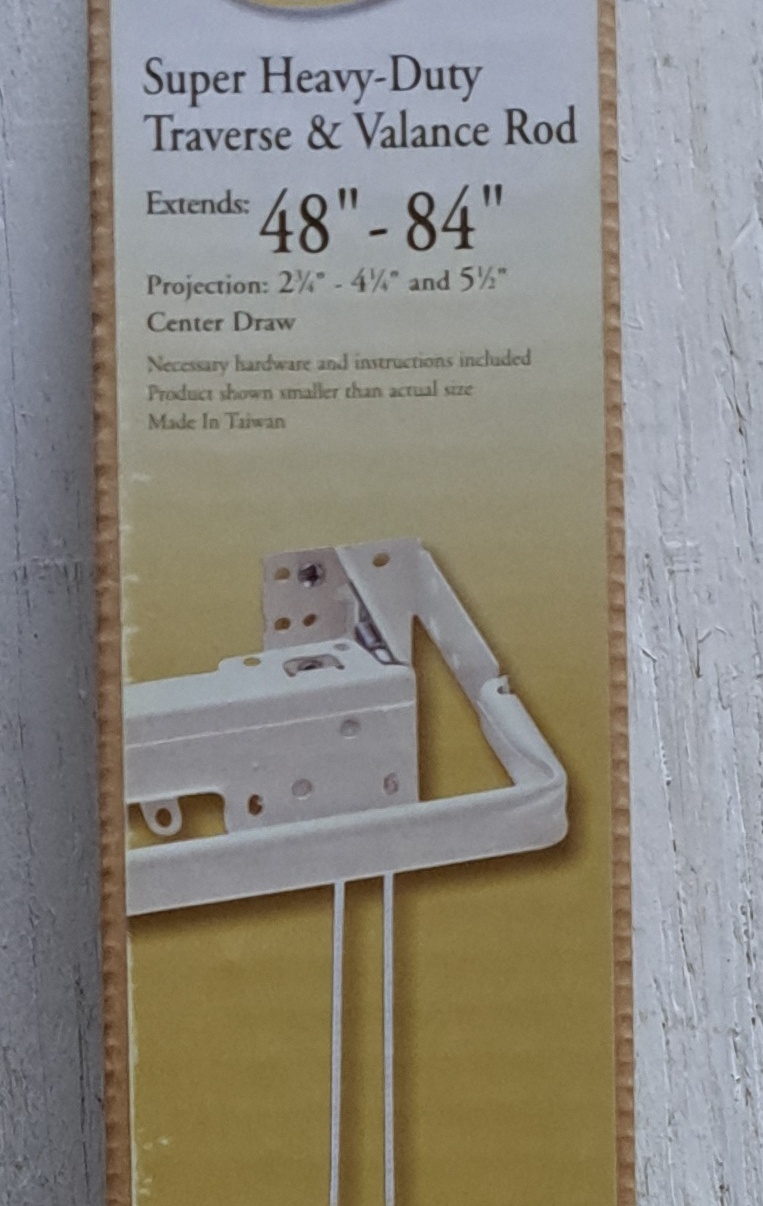 Super Heavy-Duty
Traverse & Valance Rod
Extends: 48" - 84"
Projection: 2¾" - 4¼" and 5½"
Center Draw
Necessary hardware and instructions included
Product shown smaller than actual size
Made In Taiwan